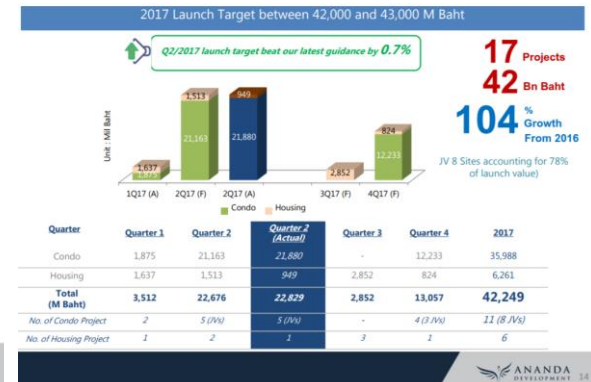 2017 Launch Target between 42,000 and 43,000 M Baht
Q2/2017 launch target beat our latest guidance by 0.7%
17 Projects
42 Bn Baht
104 % Growth From 2016
JV 8 Sites accounting for 78%
of launch value)
Unit : Mil Baht
1,637
1,875
1,513
21,163
949
21,880
2,852
824
12,233
1Q17 (A) 2Q17 (F) 2Q17 (A) 3Q17 (F) 4Q17 (F)
Condo Housing
Quarter Quarter 1 Quarter 2 Quarter 2 (Actual) Quarter 3 Quarter 4 2017
Condo 1,875 21,163 21,880 - 12,233 35,988
Housing 1,637 1,513 949 2,852 824 6,261
Total (M Baht) 3,512 22,676 22,829 2,852 13,057 42,249
No. of Condo Project 2 5 (JVs) 5 (JVs) - 4 (3 JVs) 11 (8 JVs)
No. of Housing Project 1 2 1 3 1 6
ANANDA
DEVELOPMENT 14